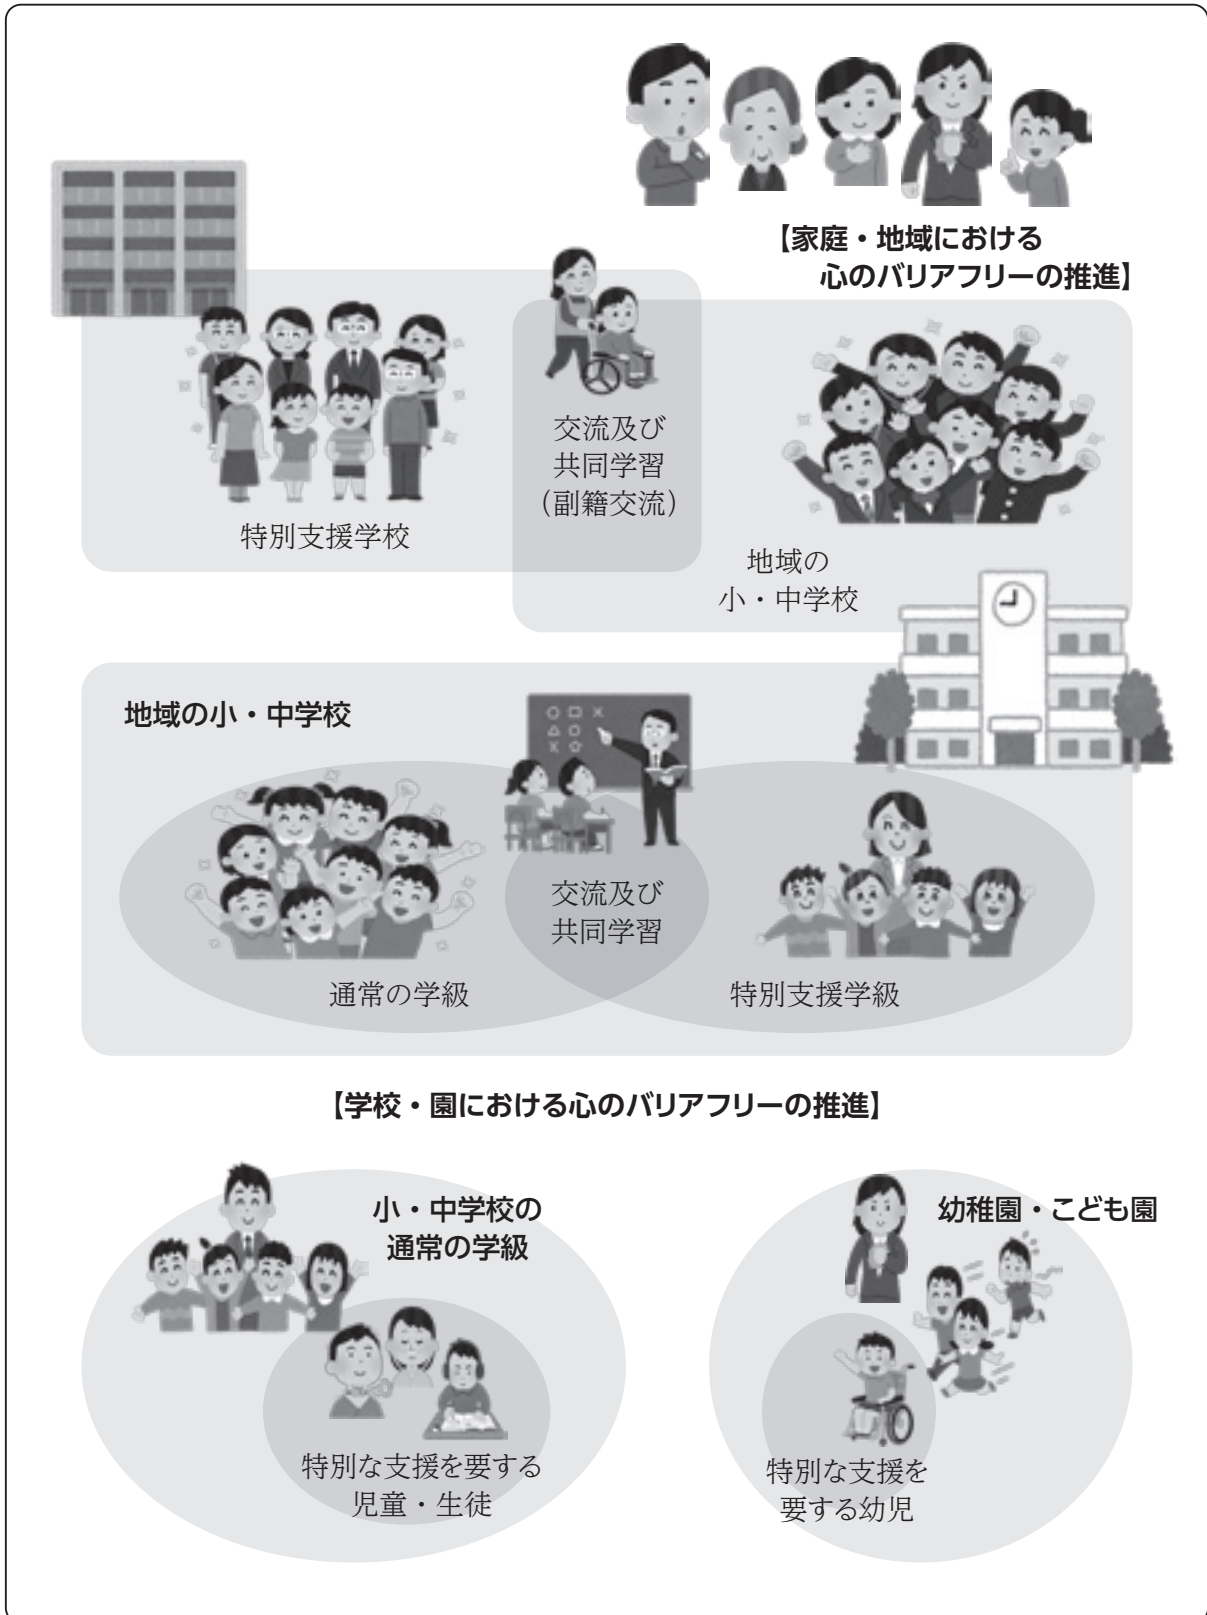 【家庭・地域における
心のバリアフリーの推進】
交流及び
共同学習
（副籍交流）
特別支援学校
地域の
小・中学校
地域の小・中学校
交流及び
共同学習
通常の学級
特別支援学級
【学校・園における心のバリアフリーの推進】
小・中学校の
通常の学級
特別な支援を要する
児童・生徒
幼稚園・こども園
特別な支援を
要する幼児